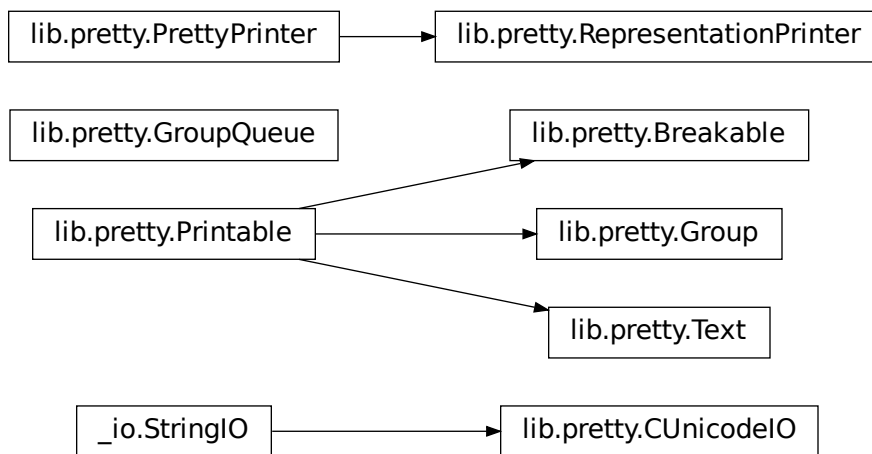 lib.pretty.PrettyPrinter
lib.pretty.RepresentationPrinter
lib.pretty.GroupQueue
lib.pretty.Breakable
lib.pretty.Printable
lib.pretty.Group
lib.pretty.Text
_io.StringIO
lib.pretty.CUnicodeIO